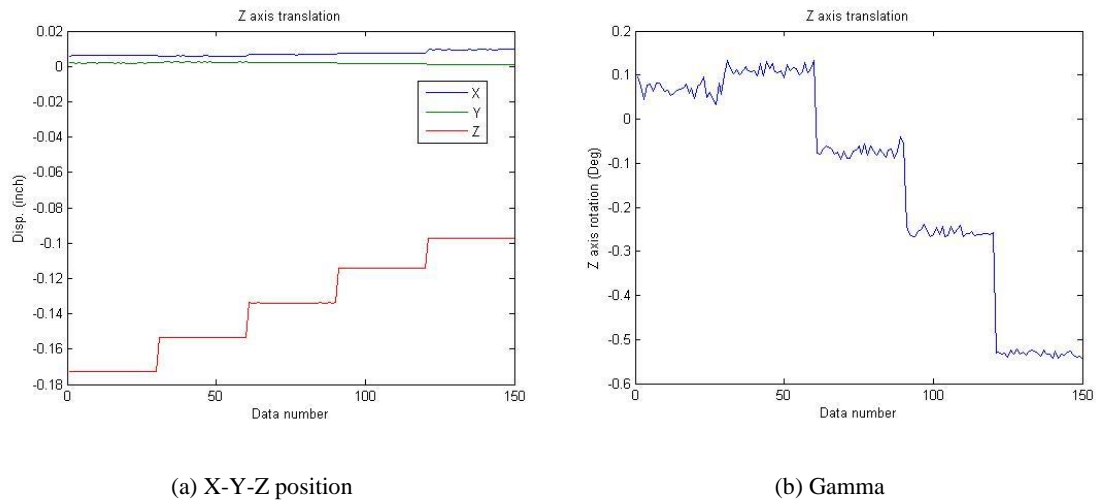 Z axis translation
0.02
0
-0.02
-0.04
-0.06
-0.08
-0.1
-0.12
-0.14
-0.16
-0.18
Disp. (inch)
X
Y
Z
0
50
100
150
Data number
(a) X-Y-Z position
Z axis translation
0.2
0.1
0
-0.1
-0.2
-0.3
-0.4
-0.5
-0.6
Z axis rotation (Deg)
0
50
100
150
Data number
(b) Gamma